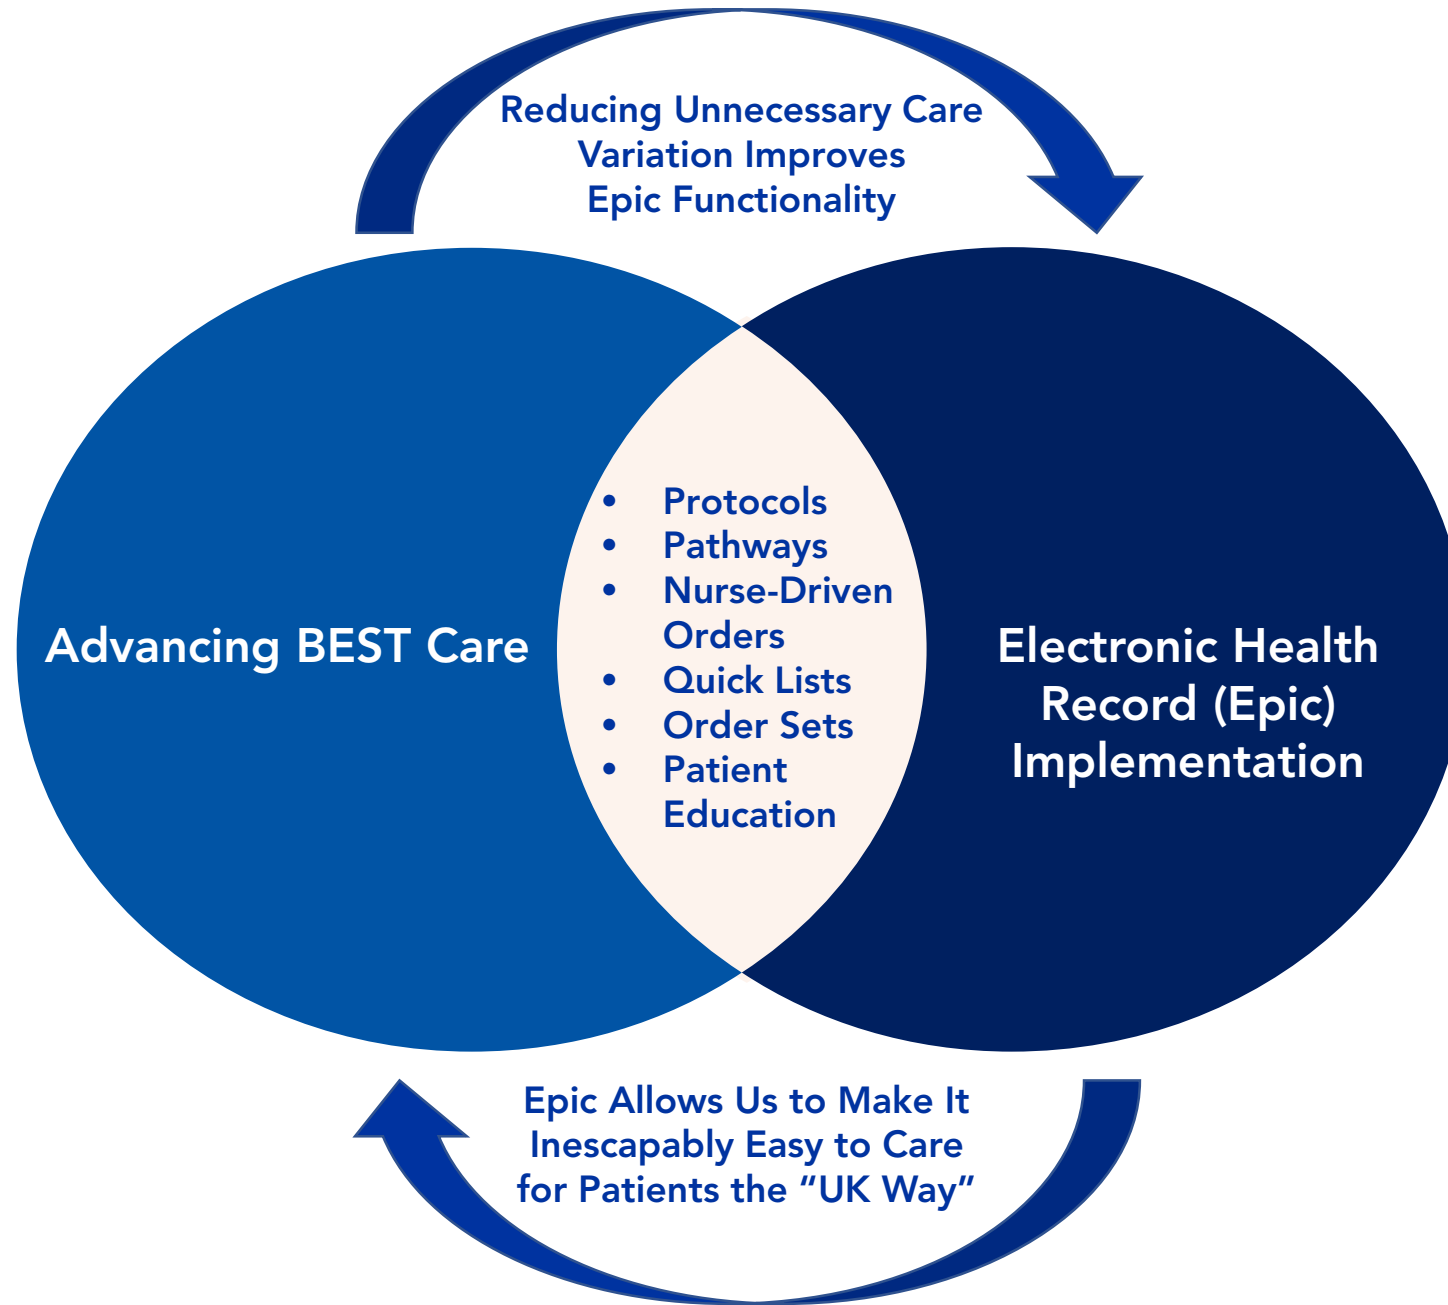 Reducing Unnecessary Care
Variation Improves
Epic Functionality
Advancing BEST Care
• Protocols
• Pathways
• Nurse-Driven
Orders
• Quick Lists
• Order Sets
• Patient
Education
Electronic Health
Record (Epic)
Implementation
Epic Allows Us to Make It
Inescapably Easy to Care
for Patients the “UK Way”